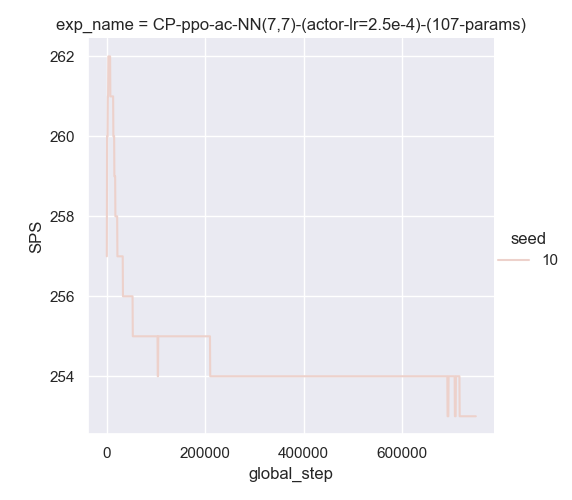 exp_name = CP-ppo-ac-NN(7,7)-(actor-lr=2.5e-4)-(107-params)
262
260
258
256
254
SPS
seed
10
0
200000
400000
600000
global_step